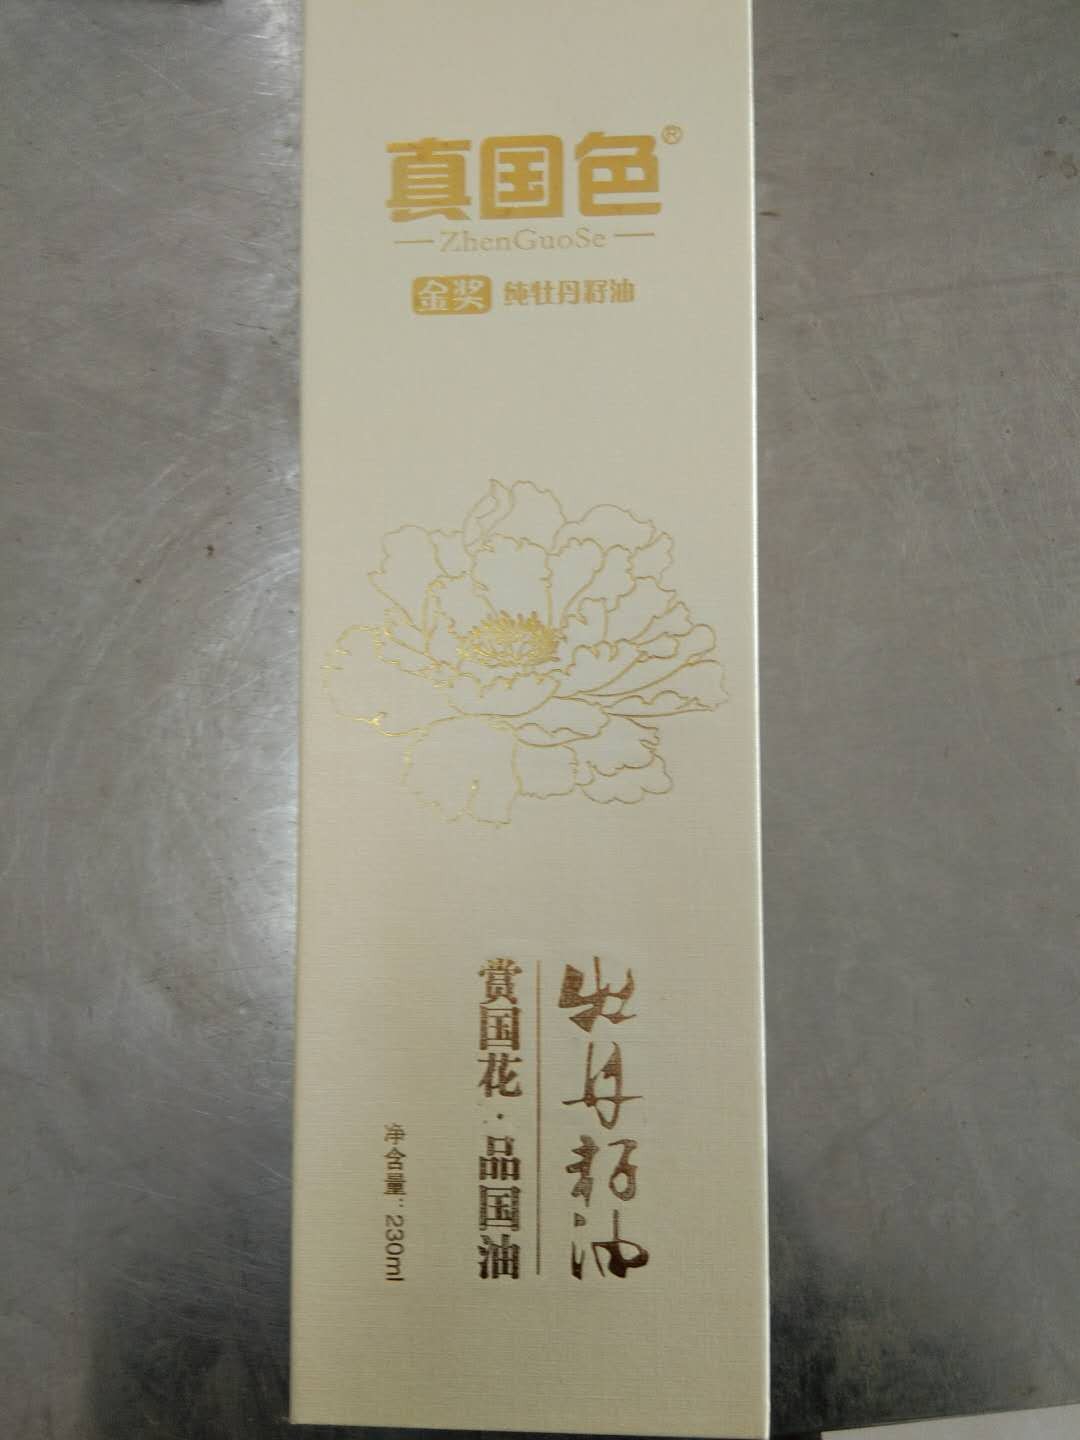 真国色®
ZhenGuoSe
金奖 纯牡丹籽油
牡丹籽油
赏国花·品国油
净含量：230ml